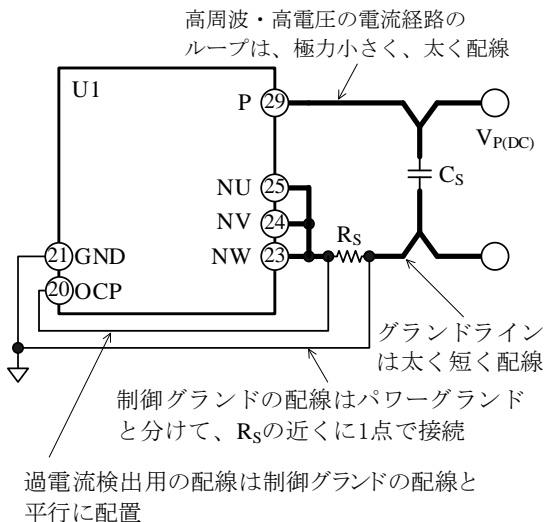 高周波・高電圧の電流経路の
ループは、極力小さく、太く配線
U1
P
29
VP(DC)
CS
NU
25
NV
24
NW
23
RS
21
GND
20
OCP
グランドライン
は太く短く配線
制御グランドの配線はパワーグランド
と分けて、RSの近くに1点で接続
過電流検出用の配線は制御グランドの配線と
平行に配置